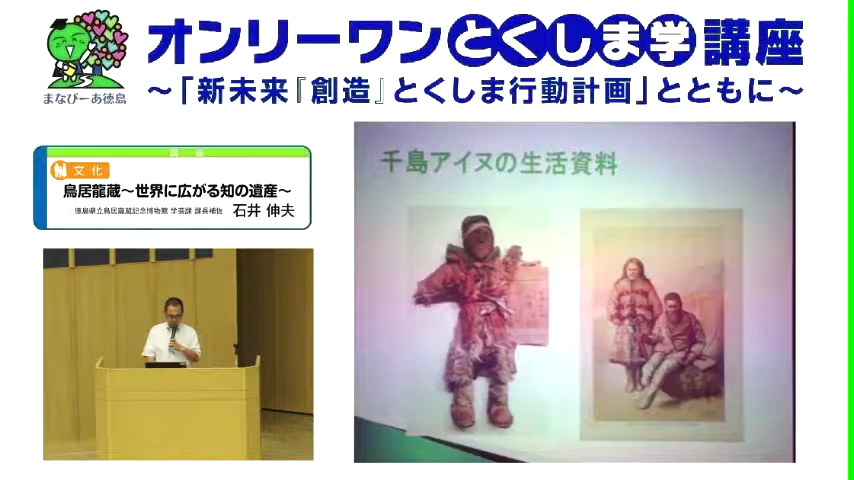 オンリーワンとくしま学講座
～「新未来『創造』とくしま行動計画」とともに～
まなびーあ徳島
講 座
文化
鳥居龍蔵～世界に広がる知の遺産～
徳島県立鳥居龍蔵記念博物館 学芸課 課長補佐 石井 伸夫
千島アイヌの生活資料